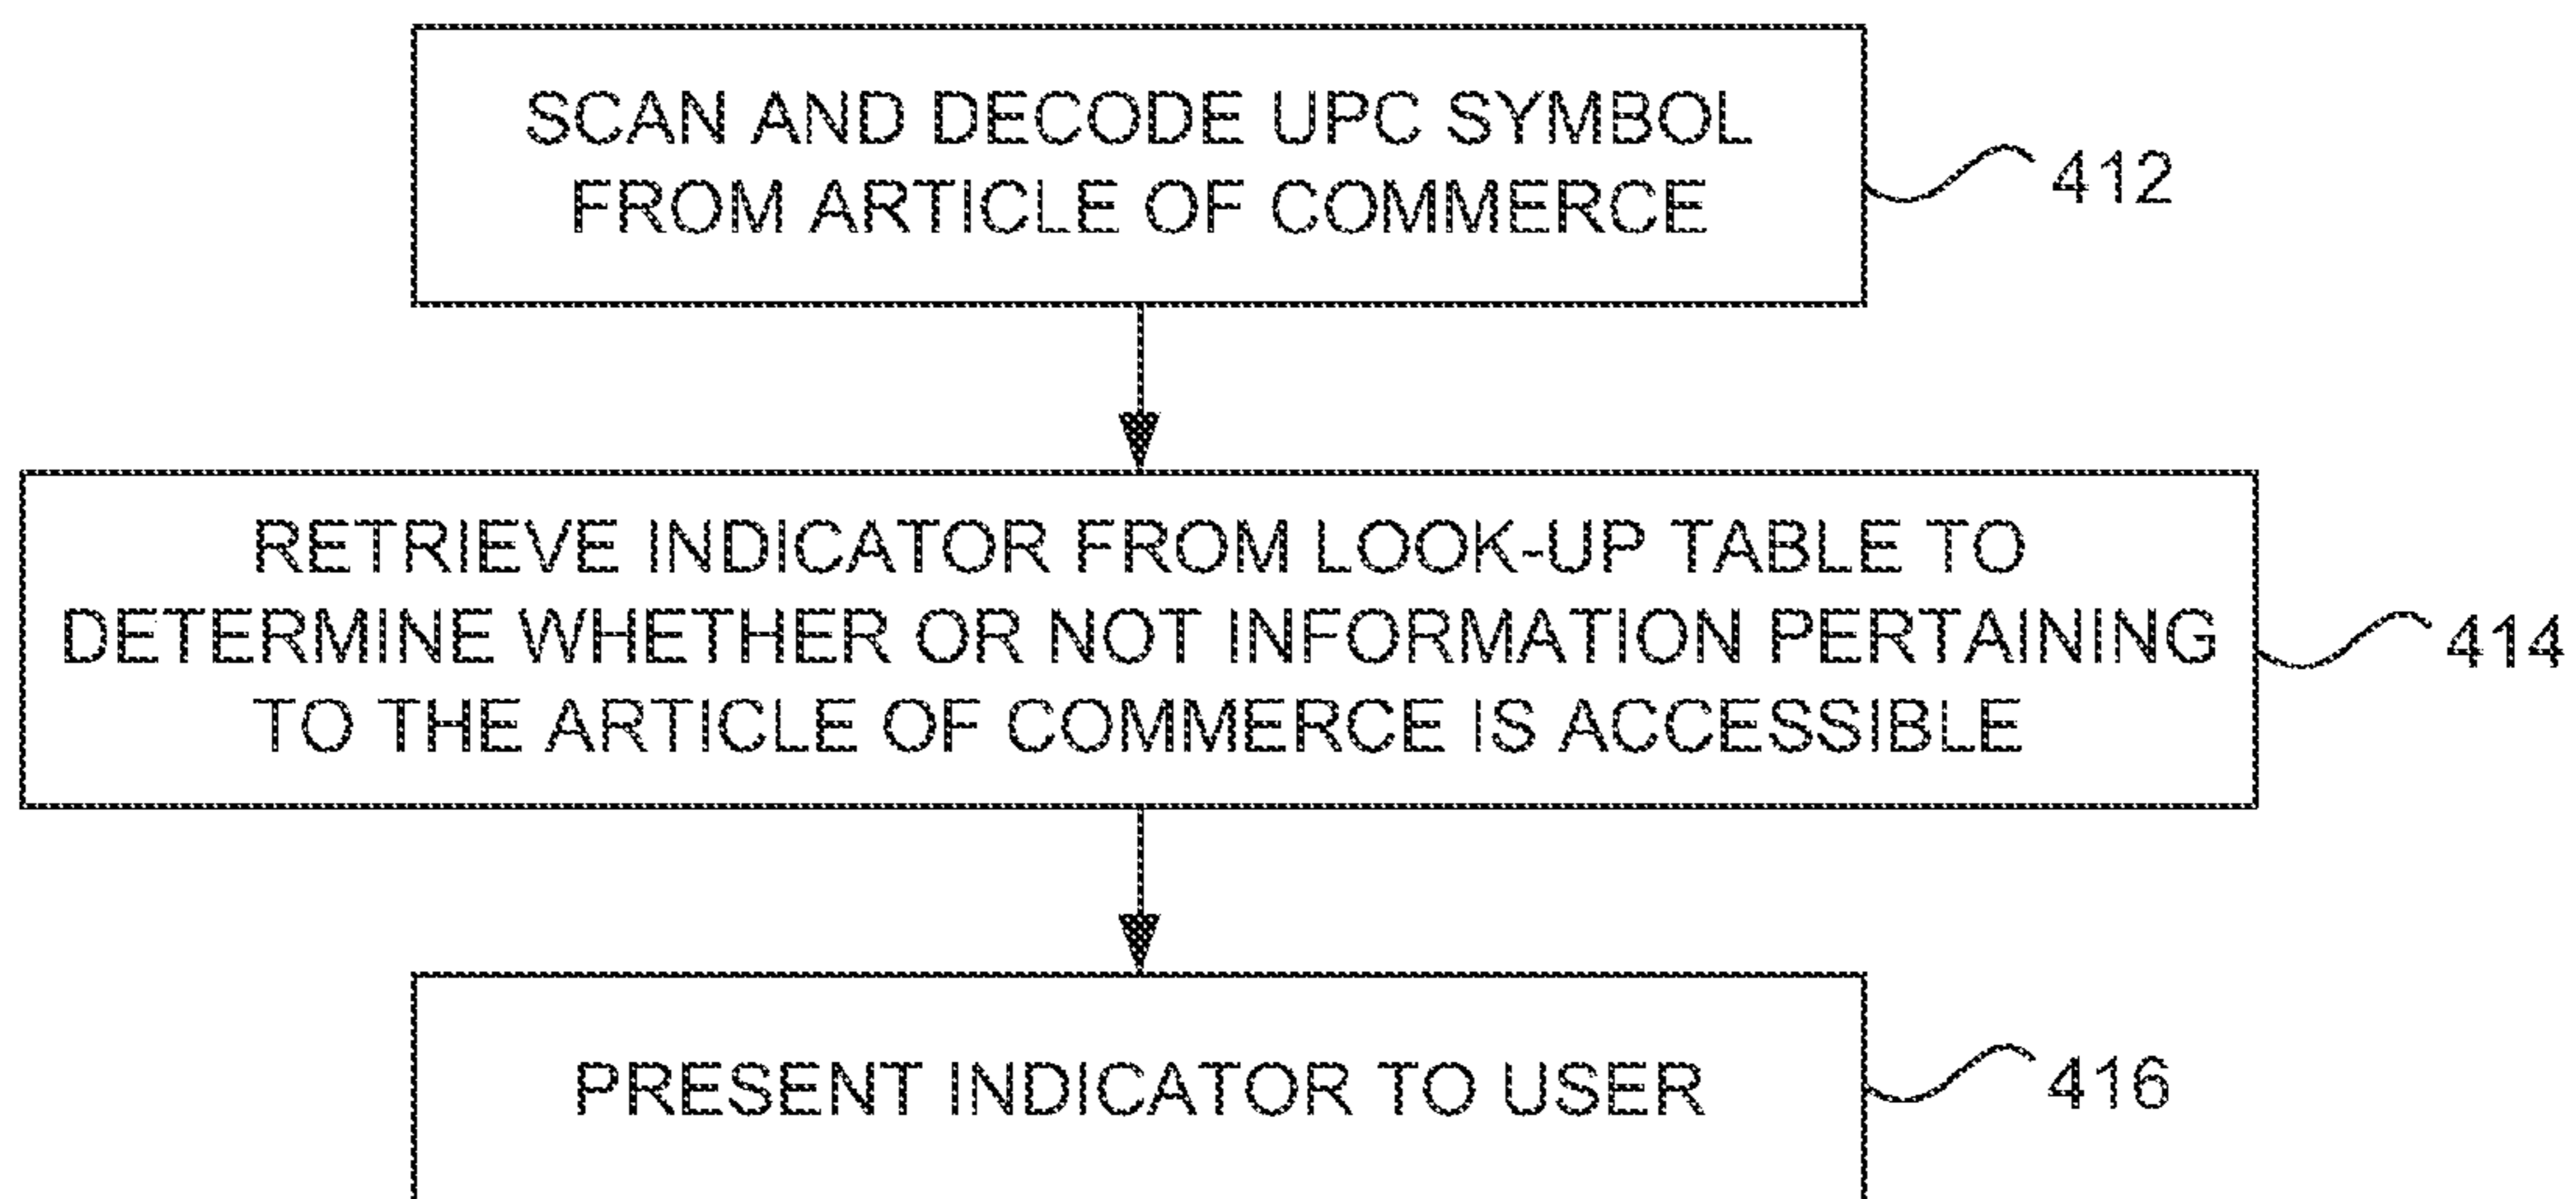 SCAN AND DECODE UPC SYMBOL
FROM ARTICLE OF COMMERCE
412
RETRIEVE INDICATOR FROM LOOK-UP TABLE TO
DETERMINE WHETHER OR NOT INFORMATION PERTAINING
TO THE ARTICLE OF COMMERCE IS ACCESSIBLE
414
PRESENT INDICATOR TO USER
416